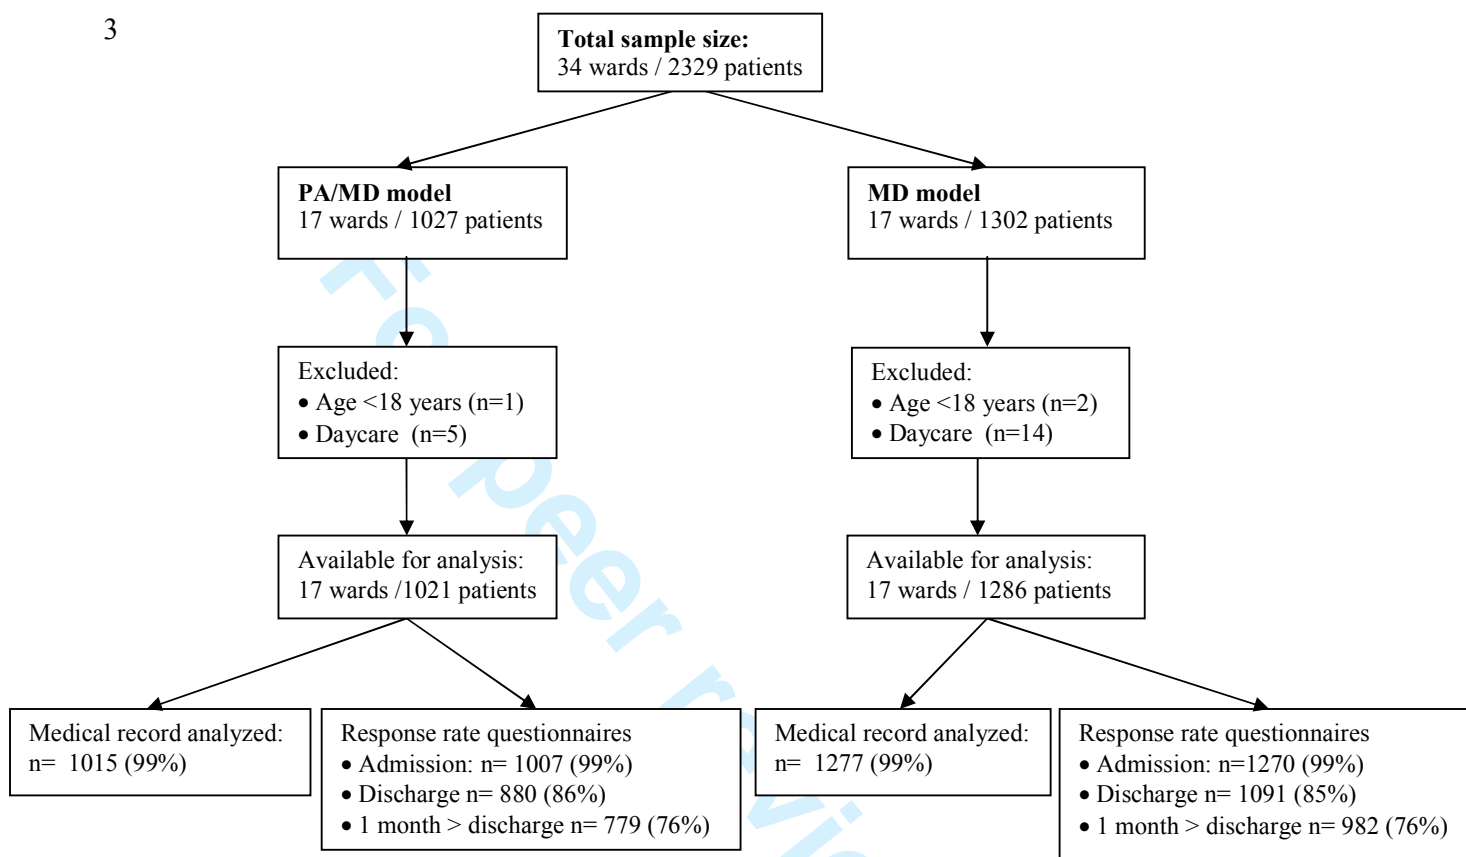 3
Total sample size:
34 wards / 2329 patients
PA/MD model
17 wards / 1027 patients
MD model
17 wards / 1302 patients
Excluded:
• Age <18 years (n=1)
• Daycare  (n=5)
Excluded:
• Age <18 years (n=2)
• Daycare  (n=14)
Available for analysis:
17 wards /1021 patients
Available for analysis:
17 wards / 1286 patients
Medical record analyzed:
n=  1015 (99%)
Response rate questionnaires
• Admission: n= 1007 (99%)
• Discharge n= 880 (86%)
• 1 month > discharge n= 779 (76%)
Medical record analyzed:
n=  1277 (99%)
Response rate questionnaires
• Admission: n=1270 (99%)
• Discharge n= 1091 (85%)
• 1 month > discharge n= 982 (76%)
For peer revie